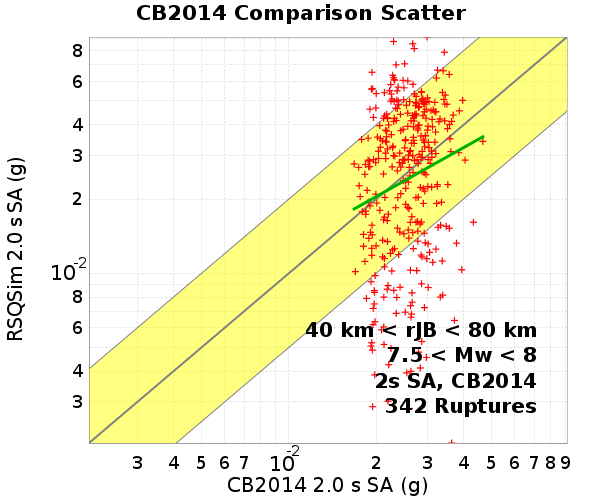 CB2014 Comparison Scatter
8
6
4
3
2
10-2
8
6
4
3
RSQSim 2.0 s SA (g)
40 km < rJB < 80 km
7.5 < Mw < 8
2s SA, CB2014
342 Ruptures
3 4 5 6 7 10-2 2 3 4 5 6 7 8 9
CB2014 2.0 s SA (g)